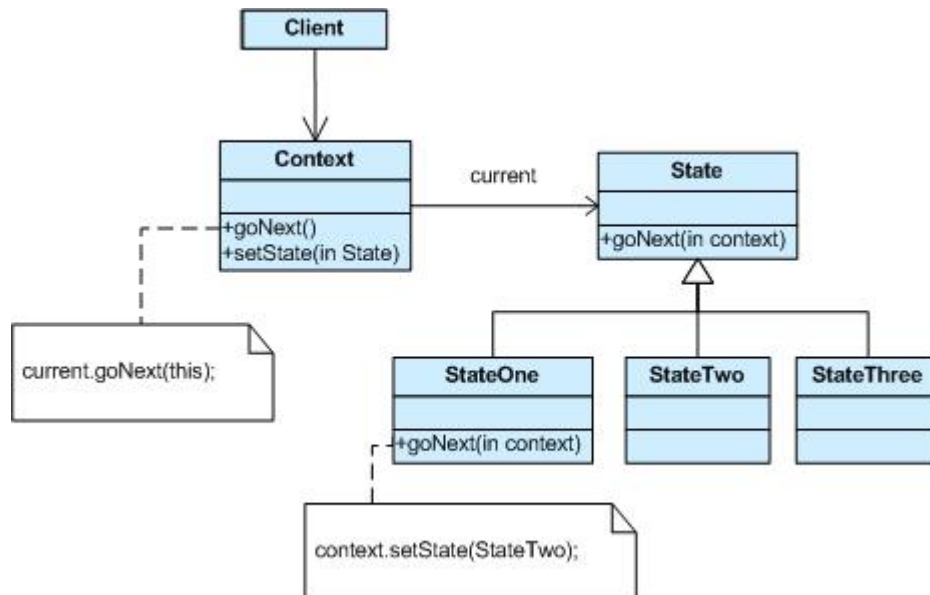 Client
Context
+goNext()
+setState(in State)
current
State
+goNext(in context)
current.goNext(this);
StateOne
+goNext(in context)
StateTwo
StateThree
context.setState(StateTwo);